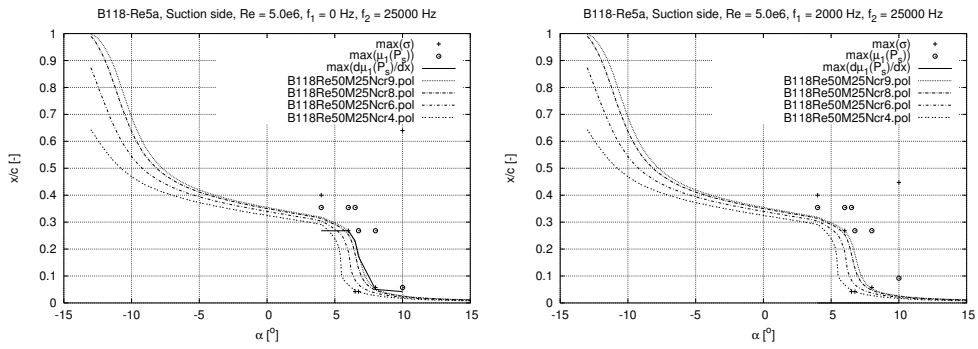 B118-Re5a, Suction side, Re = 5.0e6, f₁ = 0 Hz, f₂ = 25000 Hz
max(σ)
max(μ₁(Pₛ))
max(dμ₁(Pₛ)/dx)
B118Re50M25Ncr9.pol
B118Re50M25Ncr8.pol
B118Re50M25Ncr6.pol
B118Re50M25Ncr4.pol
1
0.9
0.8
0.7
0.6
0.5
0.4
0.3
0.2
0.1
0
x/c [-]
-15 -10 -5 0 5 10 15
α [°]
B118-Re5a, Suction side, Re = 5.0e6, f₁ = 2000 Hz, f₂ = 25000 Hz
max(σ)
max(μ₁(Pₛ))
max(dμ₁(Pₛ)/dx)
B118Re50M25Ncr9.pol
B118Re50M25Ncr8.pol
B118Re50M25Ncr6.pol
B118Re50M25Ncr4.pol
1
0.9
0.8
0.7
0.6
0.5
0.4
0.3
0.2
0.1
0
x/c [-]
-15 -10 -5 0 5 10 15
α [°]